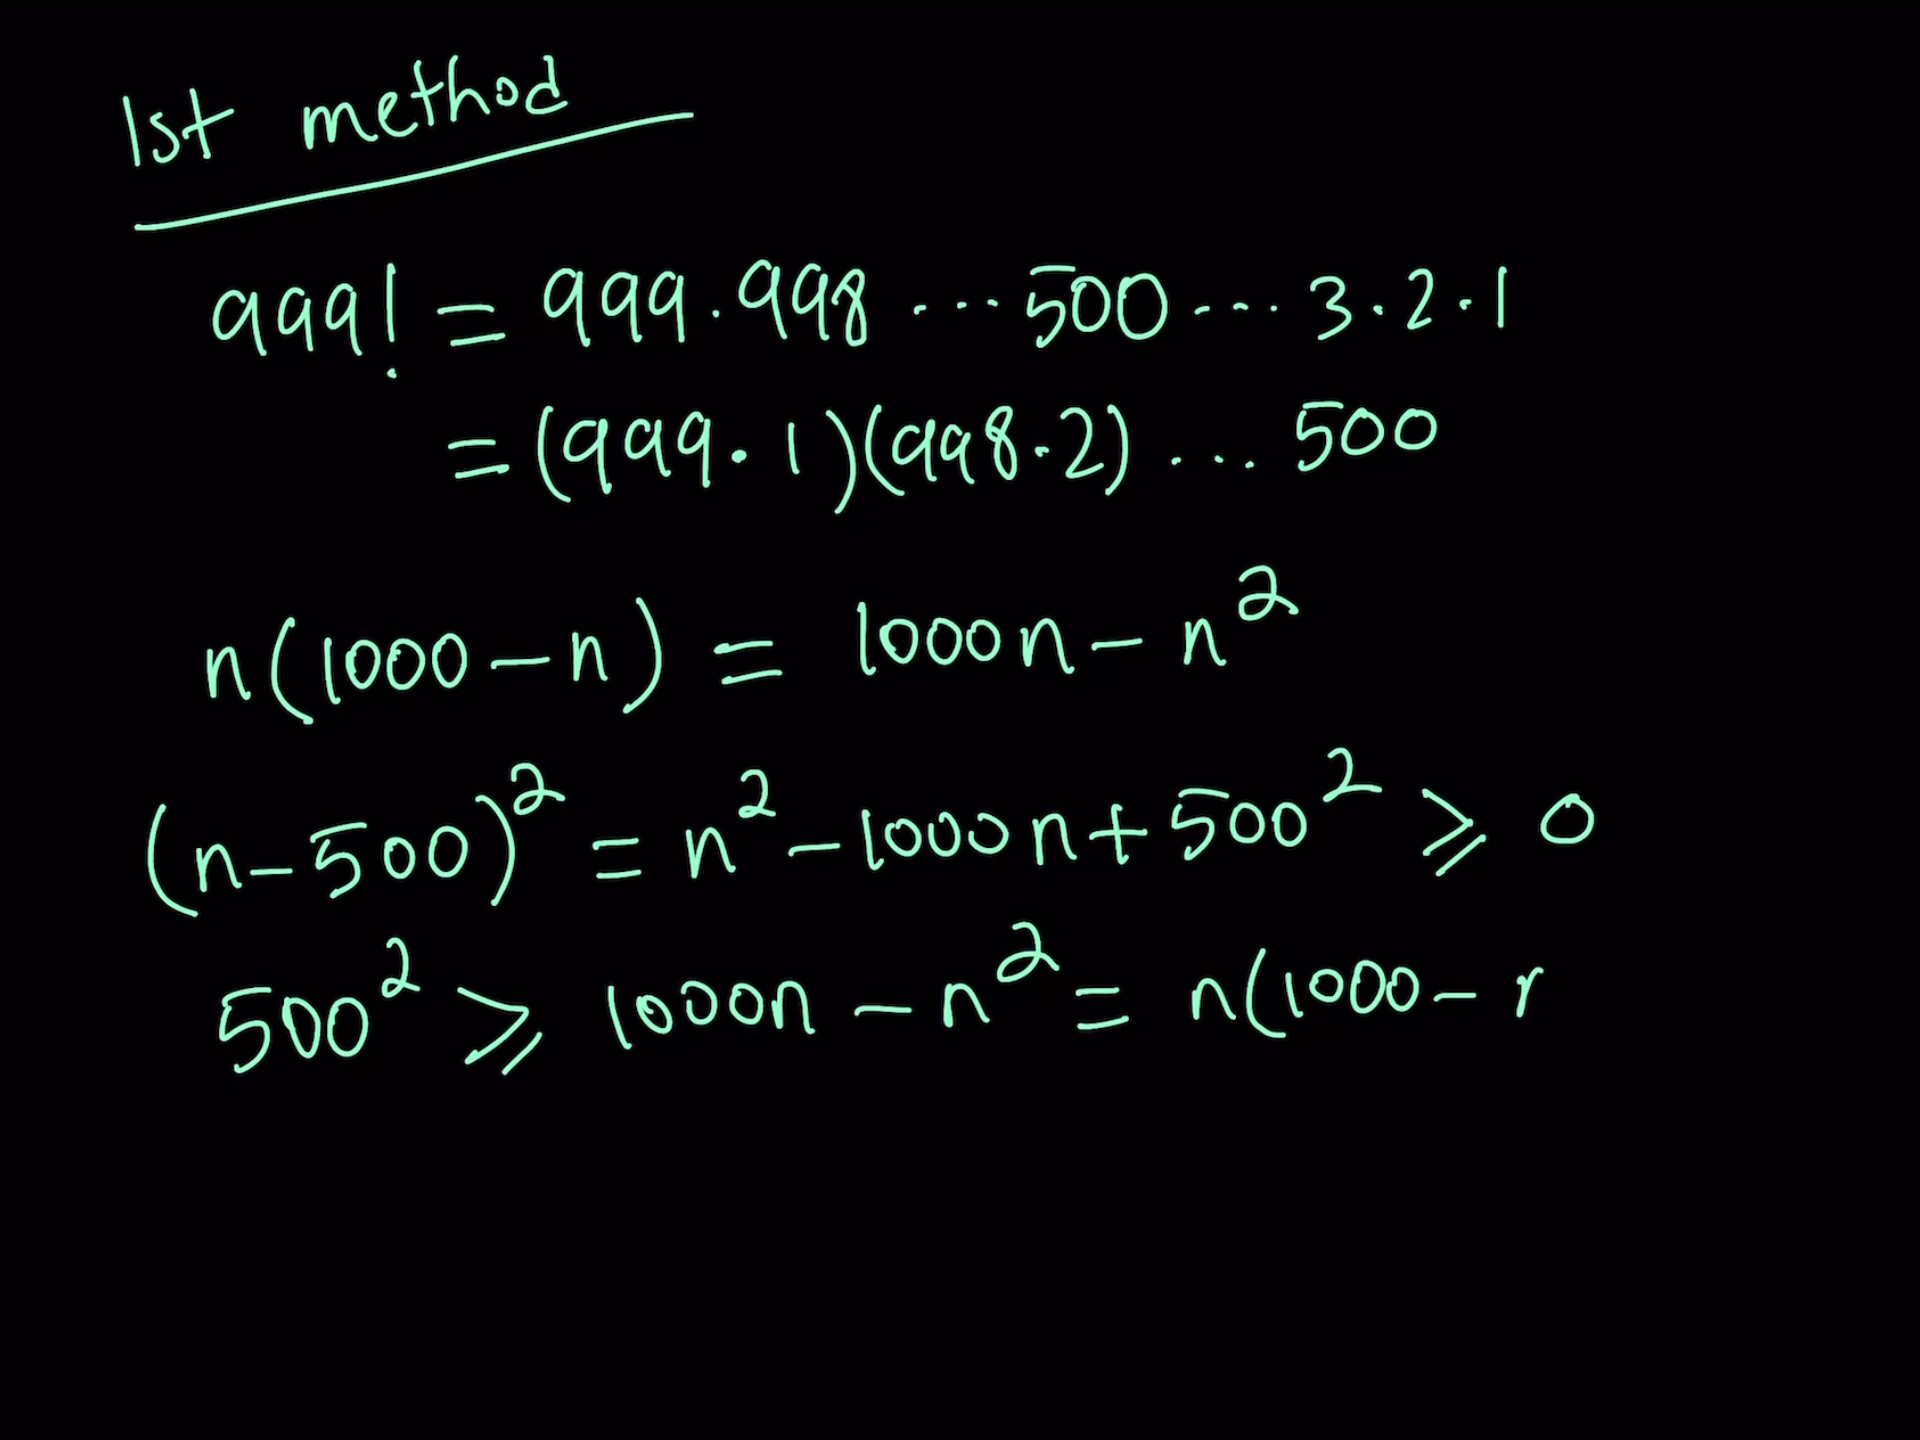 1st method
999! = 999.998 ... 500 ... 3.2.1
= (999.1)(998.2) ... 500
n(1000-n) = 1000n - n²
(n-500)² = n² - 1000n + 500² ⩾ 0
500² ⩾ 1000n - n² = n(1000 - r